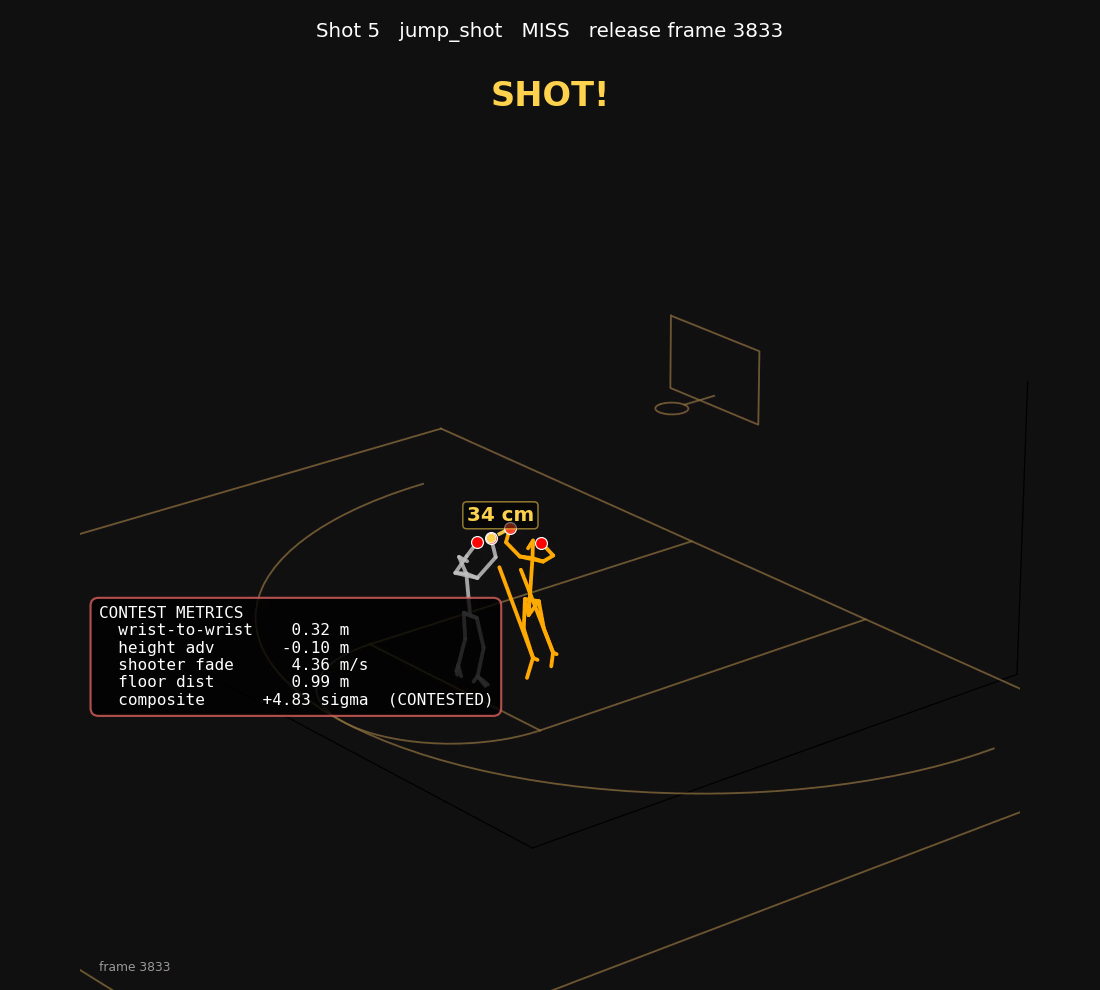 Shot 5   jump_shot   MISS   release frame 3833
SHOT!
34 cm
CONTEST METRICS
  wrist-to-wrist    0.32 m
  height adv       -0.10 m
  shooter fade      4.36 m/s
  floor dist        0.99 m
  composite      +4.83 sigma  (CONTESTED)
frame 3833